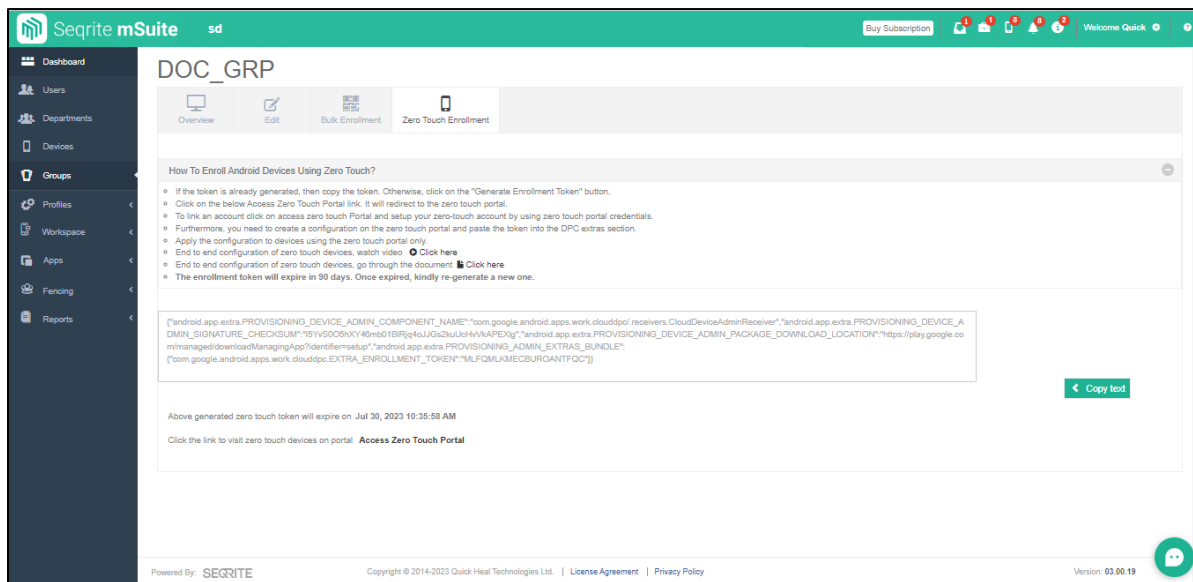 Seqrite mSuite sd
Buy Subscription
1
1
8
8
2
Welcome Quick
Dashboard
Users
Departments
Devices
Groups
Profiles
Workspace
Apps
Fencing
Reports
DOC_GRP
Overview
Edit
Bulk Enrollment
Zero Touch Enrollment
How To Enroll Android Devices Using Zero Touch?
If the token is already generated, then copy the token. Otherwise, click on the "Generate Enrollment Token" button.
Click on the below Access Zero Touch Portal link. It will redirect to the zero touch portal.
To link an account click on access zero touch Portal and setup your zero-touch account by using zero touch portal credentials.
Furthermore, you need to create a configuration on the zero touch portal and paste the token into the DPC extras section.
Apply the configuration to devices using the zero touch portal only.
End to end configuration of zero touch devices, watch video Click here
End to end configuration of zero touch devices, go through the document Click here
The enrollment token will expire in 90 days. Once expired, kindly re-generate a new one.
{"android.app.extra.PROVISIONING_DEVICE_ADMIN_COMPONENT_NAME":"com.google.android.apps.work.clouddpc/.receivers.CloudDeviceAdminReceiver","android.app.extra.PROVISIONING_DEVICE_A
DMIN_SIGNATURE_CHECKSUM":"I5YvS0O5hXY46mb01BlRjq4oJJGs2kuUcHvVkAPEXlg","android.app.extra.PROVISIONING_DEVICE_ADMIN_PACKAGE_DOWNLOAD_LOCATION":"https://play.google.co
m/managed/downloadManagingApp?identifier=setup","android.app.extra.PROVISIONING_ADMIN_EXTRAS_BUNDLE":
{"com.google.android.apps.work.clouddpc.EXTRA_ENROLLMENT_TOKEN":"MLFQMLKMECBUROANTFQC"}}
Copy text
Above generated zero touch token will expire on Jul 30, 2023 10:35:58 AM
Click the link to visit zero touch devices on portal Access Zero Touch Portal
Powered By: SEQRITE
Copyright © 2014-2023 Quick Heal Technologies Ltd. | License Agreement | Privacy Policy
Version: 03.00.19